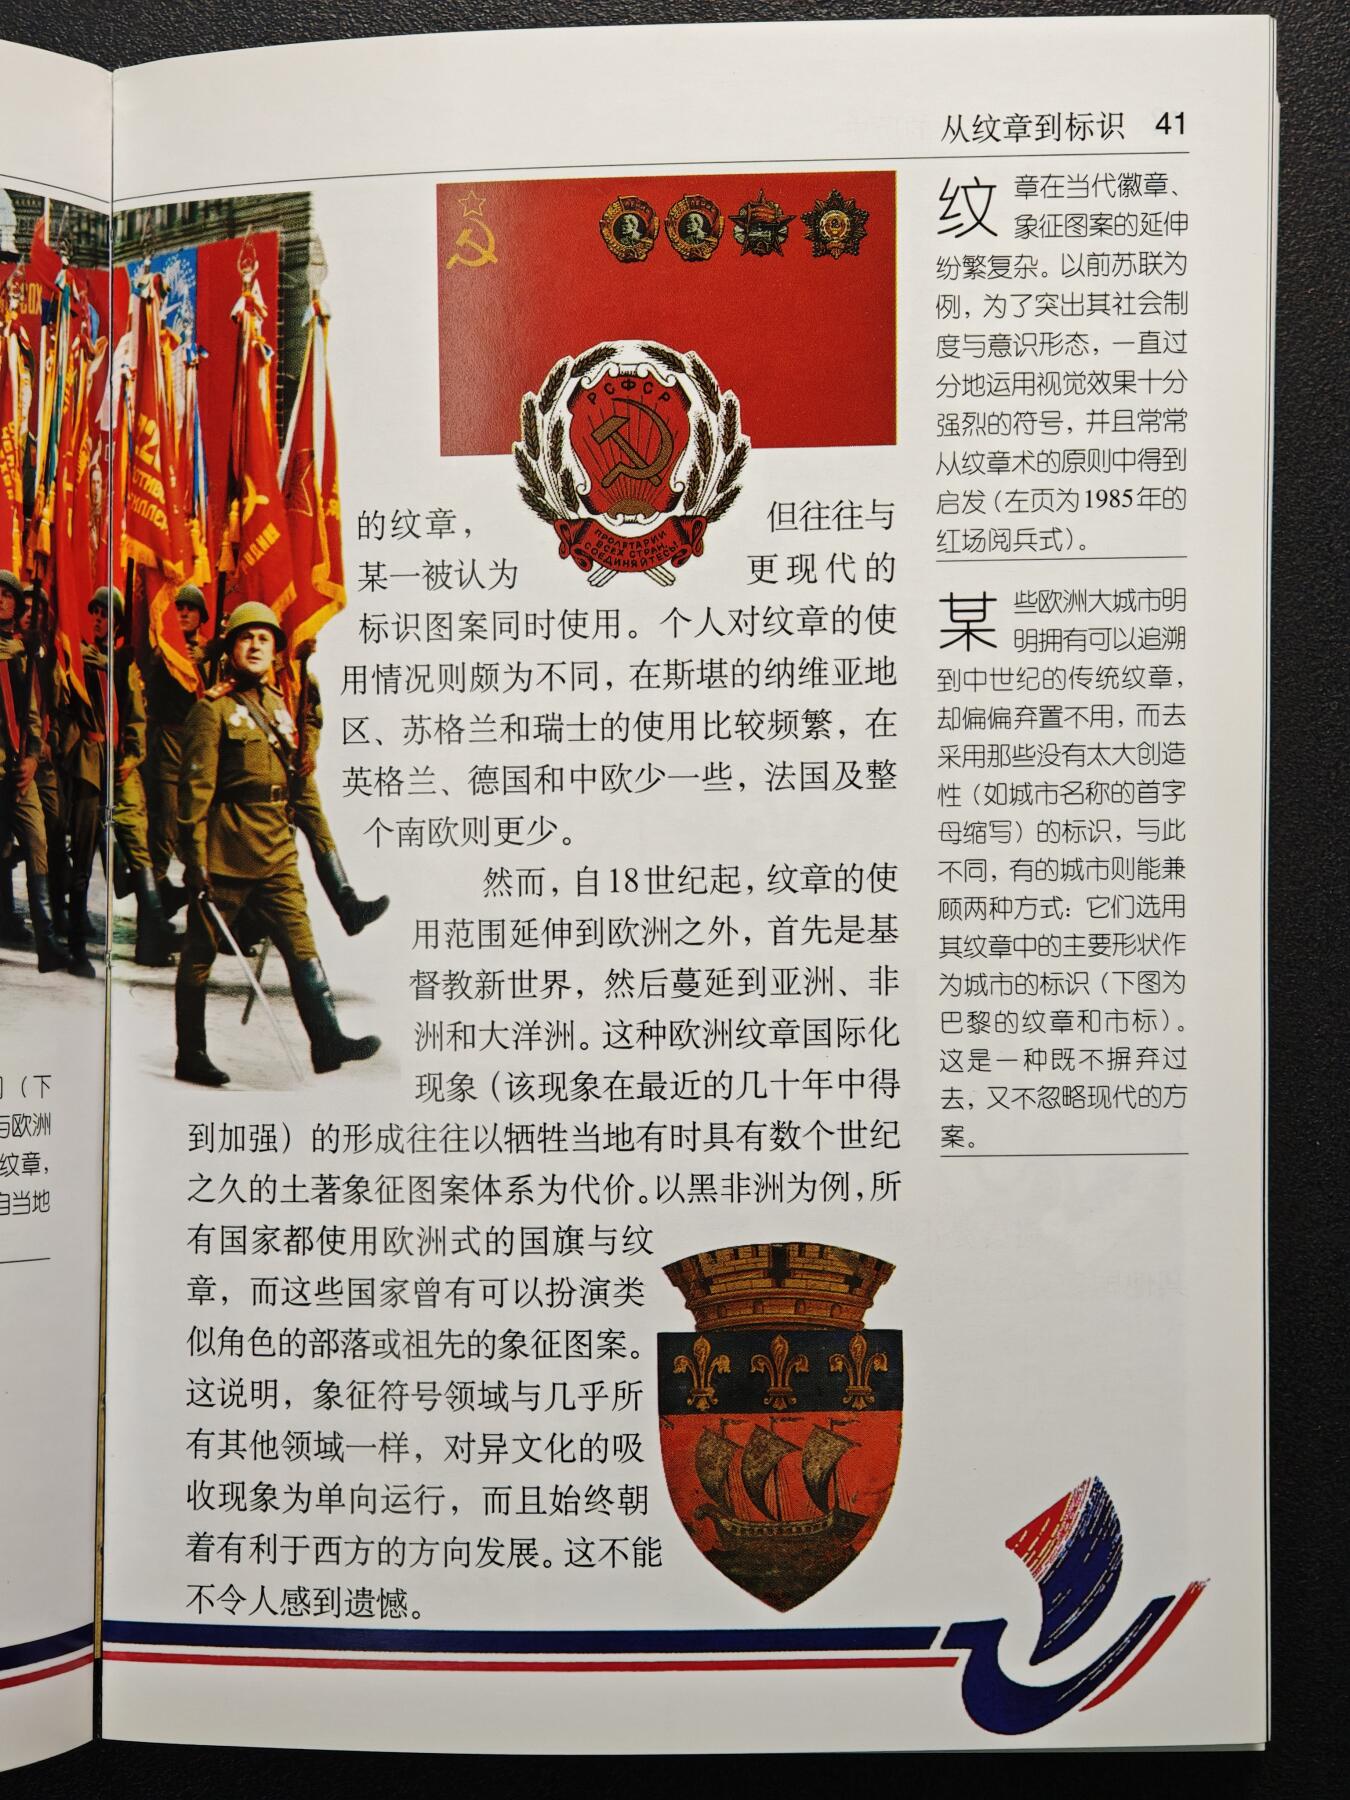 从纹章到标识 41
的纹章，但往往与
某一被认为更现代的
标识图案同时使用。个人对纹章的使
用情况则颇为不同，在斯堪的纳维亚地
区、苏格兰和瑞士的使用比较频繁，在
英格兰、德国和中欧少一些，法国及整
个南欧则更少。
然而，自18世纪起，纹章的使
用范围延伸到欧洲之外，首先是基
督教新世界，然后蔓延到亚洲、非
洲和大洋洲。这种欧洲纹章国际化
现象（该现象在最近的几十年中得
到加强）的形成往往以牺牲当地有时具有数个世纪
之久的土著象征图案体系为代价。以黑非洲为例，所
有国家都使用欧洲式的国旗与纹
章，而这些国家曾有可以扮演类
似角色的部落或祖先的象征图案。
这说明，象征符号领域与几乎所
有其他领域一样，对异文化的吸
收现象为单向运行，而且始终朝
着有利于西方的方向发展。这不能
不令人感到遗憾。
纹章在当代徽章、
象征图案的延伸
纷繁复杂。以前苏联为
例，为了突出其社会制
度与意识形态，一直过
分地运用视觉效果十分
强烈的符号，并且常常
从纹章术的原则中得到
启发（左页为1985年的
红场阅兵式）。
某些欧洲大城市明
明拥有可以追溯
到中世纪的传统纹章，
却偏偏弃置不用，而去
采用那些没有太大创造
性（如城市名称的首字
母缩写）的标识，与此
不同，有的城市则能兼
顾两种方式：它们选用
其纹章中的主要形状作
为城市的标识（下图为
巴黎的纹章和市标）。
这是一种既不摒弃过
去，又不忽略现代的方
案。
РСФСР
ПРОЛЕТАРИИ
ВСЕХ СТРАН,
СОЕДИНЯЙТЕСЬ!
（下
与欧洲
纹章，
自当地